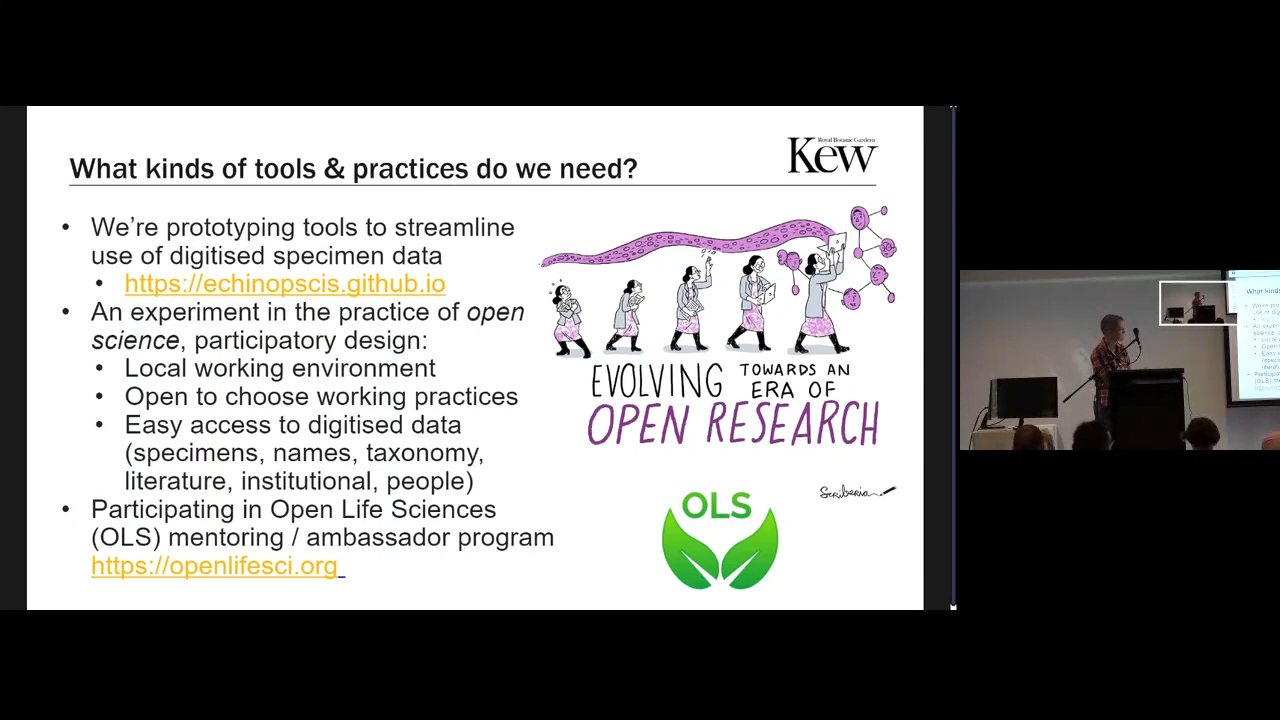 Royal Botanic Gardens
Kew
What kinds of tools & practices do we need?
• We're prototyping tools to streamline
use of digitised specimen data
• https://echinopscis.github.io
• An experiment in the practice of open
science, participatory design:
• Local working environment
• Open to choose working practices
• Easy access to digitised data
(specimens, names, taxonomy,
literature, institutional, people)
• Participating in Open Life Sciences
(OLS) mentoring / ambassador program
https://openlifesci.org
EVOLVING TOWARDS AN
ERA OF
OPEN RESEARCH
Scriberia
OLS
What kinds